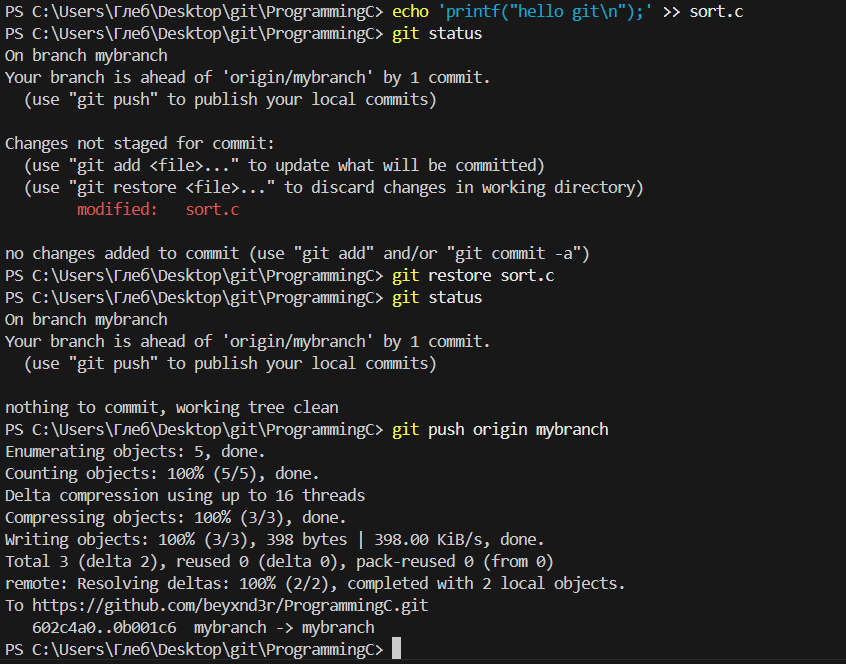 PS C:\Users\Глеб\Desktop\git\ProgrammingC> echo 'printf("hello git\n");' >> sort.c
PS C:\Users\Глеб\Desktop\git\ProgrammingC> git status
On branch mybranch
Your branch is ahead of 'origin/mybranch' by 1 commit.
  (use "git push" to publish your local commits)

Changes not staged for commit:
  (use "git add <file>..." to update what will be committed)
  (use "git restore <file>..." to discard changes in working directory)
        modified:   sort.c

no changes added to commit (use "git add" and/or "git commit -a")
PS C:\Users\Глеб\Desktop\git\ProgrammingC> git restore sort.c
PS C:\Users\Глеб\Desktop\git\ProgrammingC> git status
On branch mybranch
Your branch is ahead of 'origin/mybranch' by 1 commit.
  (use "git push" to publish your local commits)

nothing to commit, working tree clean
PS C:\Users\Глеб\Desktop\git\ProgrammingC> git push origin mybranch
Enumerating objects: 5, done.
Counting objects: 100% (5/5), done.
Delta compression using up to 16 threads
Compressing objects: 100% (3/3), done.
Writing objects: 100% (3/3), 398 bytes | 398.00 KiB/s, done.
Total 3 (delta 2), reused 0 (delta 0), pack-reused 0 (from 0)
remote: Resolving deltas: 100% (2/2), completed with 2 local objects.
To https://github.com/beyxnd3r/ProgrammingC.git
   602c4a0..0b001c6  mybranch -> mybranch
PS C:\Users\Глеб\Desktop\git\ProgrammingC>